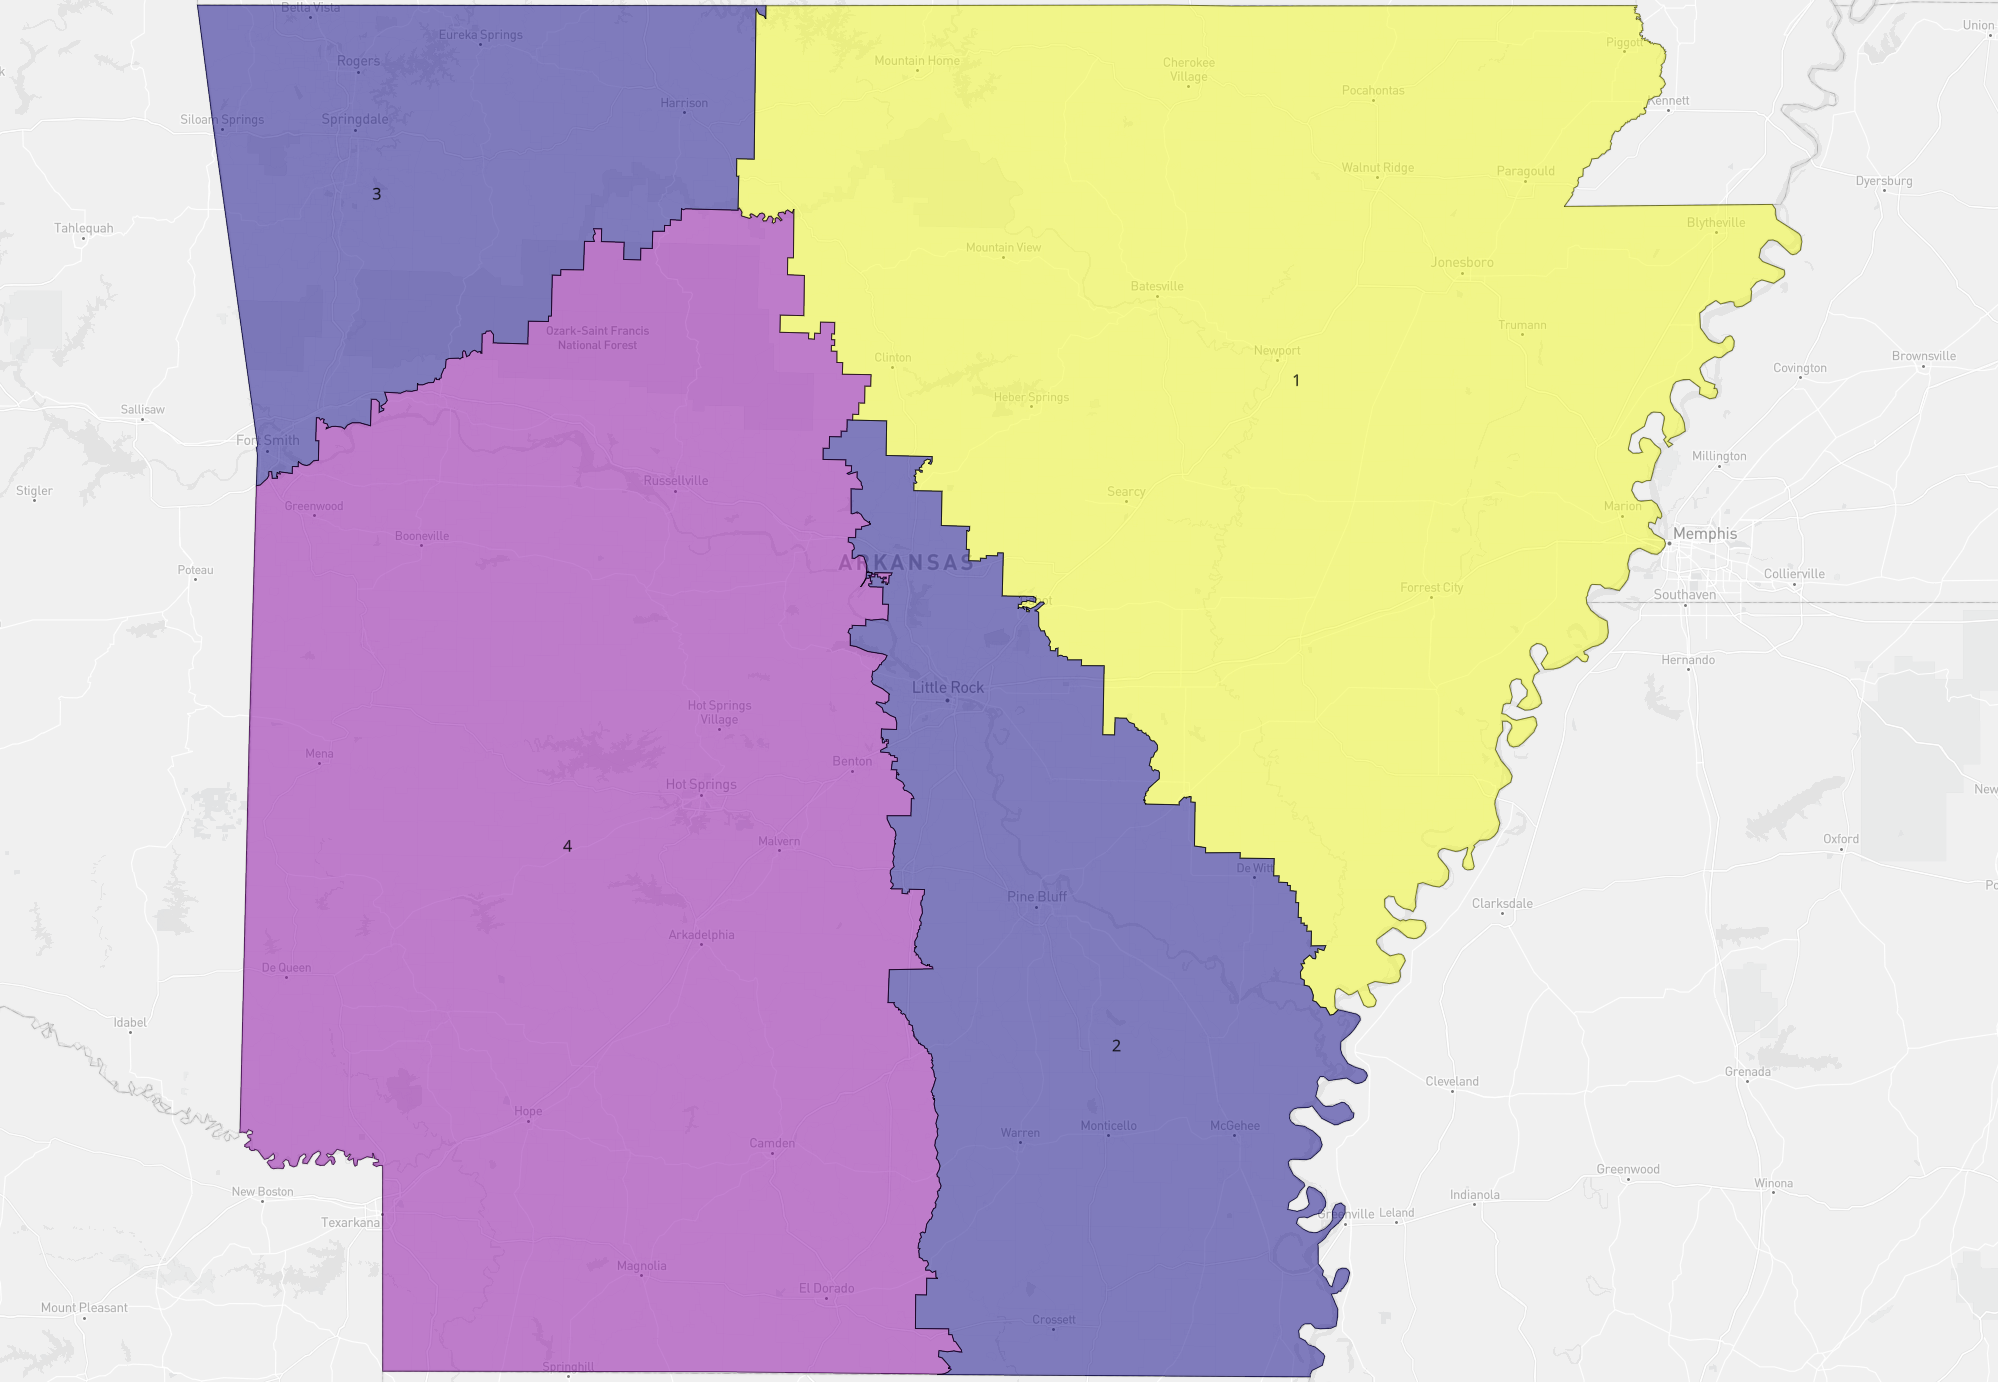 Bella Vista
Eureka Springs
Union
Piggott
Rogers
Mountain Home
Cherokee
Village
Pocahontas
Kennett
Harrison
Siloam Springs
Springdale
Walnut Ridge
Paragould
Dyersburg
3
Tahlequah
Blytheville
Mountain View
Jonesboro
Batesville
Ozark-Saint Francis
National Forest
Trumann
Newport
Clinton
Brownsville
Covington
1
Heber Springs
Sallisaw
Fort Smith
Millington
Russellville
Stigler
Searcy
Greenwood
Marion
Booneville
Memphis
ARKANSAS
Poteau
Collierville
Forrest City
Southaven
Hernando
Little Rock
Hot Springs
Village
Mena
Benton
Hot Springs
New
Malvern
4
Oxford
De Witt
Pine Bluff
Clarksdale
Arkadelphia
De Queen
Idabel
2
Grenada
Cleveland
Hope
Warren
Monticello
McGehee
Camden
Greenwood
Winona
New Boston
Indianola
Texarkana
Greenville
Leland
Magnolia
El Dorado
Mount Pleasant
Crossett
Springhill